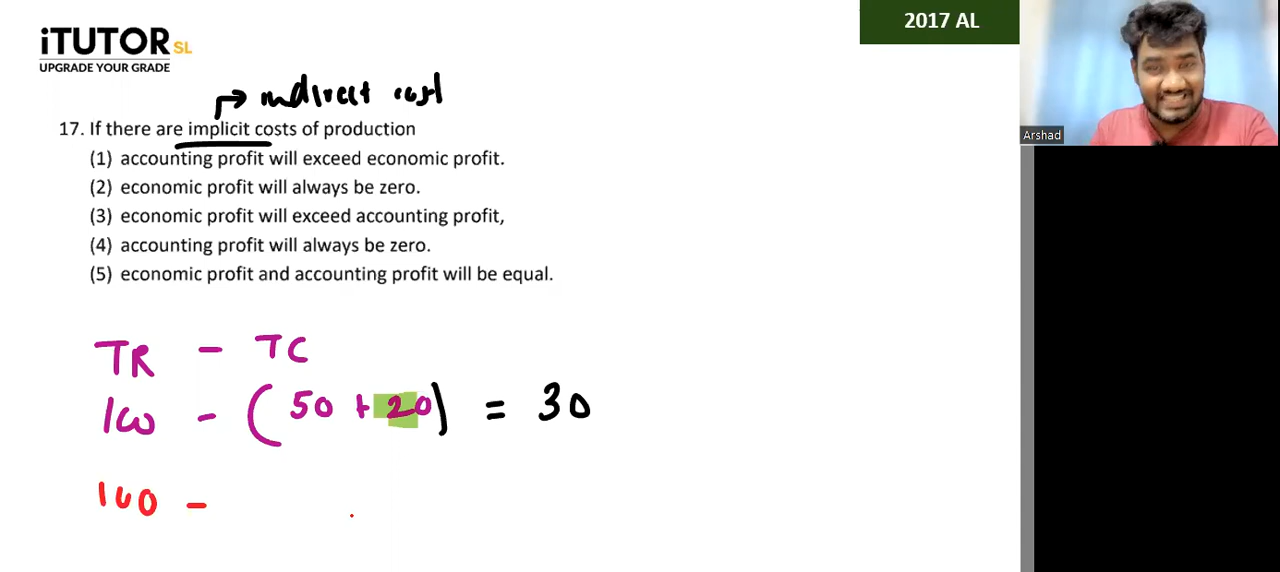 2017 AL
iTUTOR SL
UPGRADE YOUR GRADE
indirect cost
17. If there are implicit costs of production
(1) accounting profit will exceed economic profit.
(2) economic profit will always be zero.
(3) economic profit will exceed accounting profit,
(4) accounting profit will always be zero.
(5) economic profit and accounting profit will be equal.
Arshad
TR - TC
100 - (50 + 20) = 30
100 -